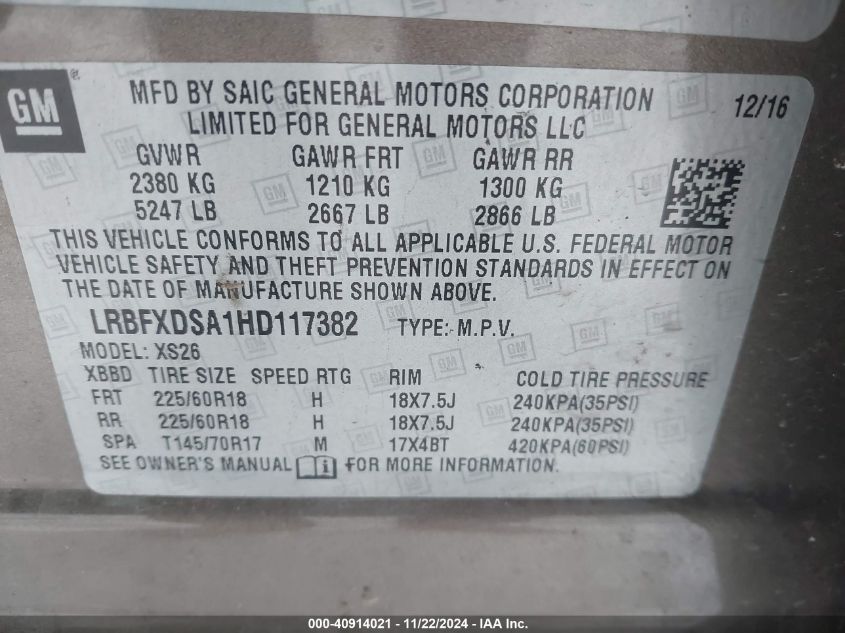 GM
MFD BY SAIC GENERAL MOTORS CORPORATION 12/16
LIMITED FOR GENERAL MOTORS LLC
GVWR GAWR FRT GAWR RR
2380 KG 1210 KG 1300 KG
5247 LB 2667 LB 2866 LB
THIS VEHICLE CONFORMS TO ALL APPLICABLE U.S. FEDERAL MOTOR
VEHICLE SAFETY AND THEFT PREVENTION STANDARDS IN EFFECT ON
THE DATE OF MANUFACTURE SHOWN ABOVE.
LRBFXDSA1HD117382 TYPE: M.P.V.
MODEL: XS26
XBBD TIRE SIZE SPEED RTG RIM COLD TIRE PRESSURE
FRT 225/60R18 H 18X7.5J 240KPA(35PSI)
RR 225/60R18 H 18X7.5J 240KPA(35PSI)
SPA T145/70R17 M 17X4BT 420KPA(60PSI)
SEE OWNER'S MANUAL FOR MORE INFORMATION.
000-40914021 - 11/22/2024 - IAA Inc.